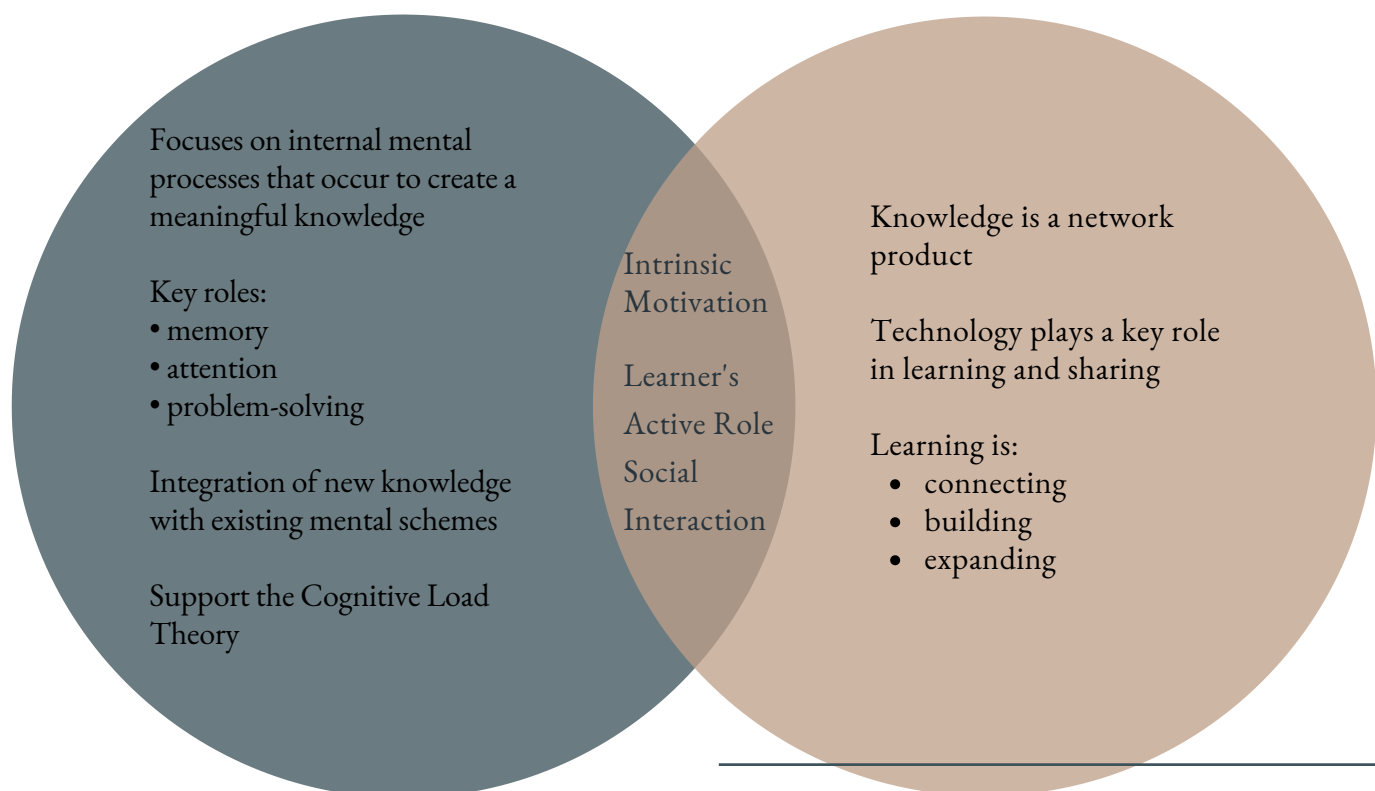 Focuses on internal mental
processes that occur to create a
meaningful knowledge
Key roles:
• memory
• attention
• problem-solving
Integration of new knowledge
with existing mental schemes
Support the Cognitive Load
Theory
Intrinsic
Motivation
Learner's
Active Role
Social
Interaction
Knowledge is a network
product
Technology plays a key role
in learning and sharing
Learning is:
• connecting
• building
• expanding